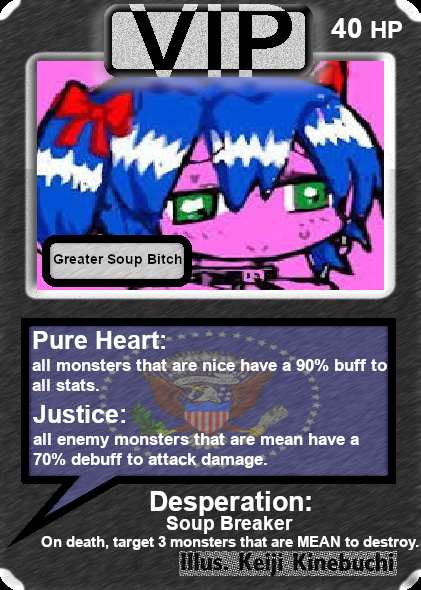 VIP
40 HP
Greater Soup Bitch
Pure Heart:
all monsters that are nice have a 90% buff to
all stats.
Justice:
all enemy monsters that are mean have a
70% debuff to attack damage.
Desperation:
Soup Breaker
On death, target 3 monsters that are MEAN to destroy.
Illus. Keiji Kinebuchi